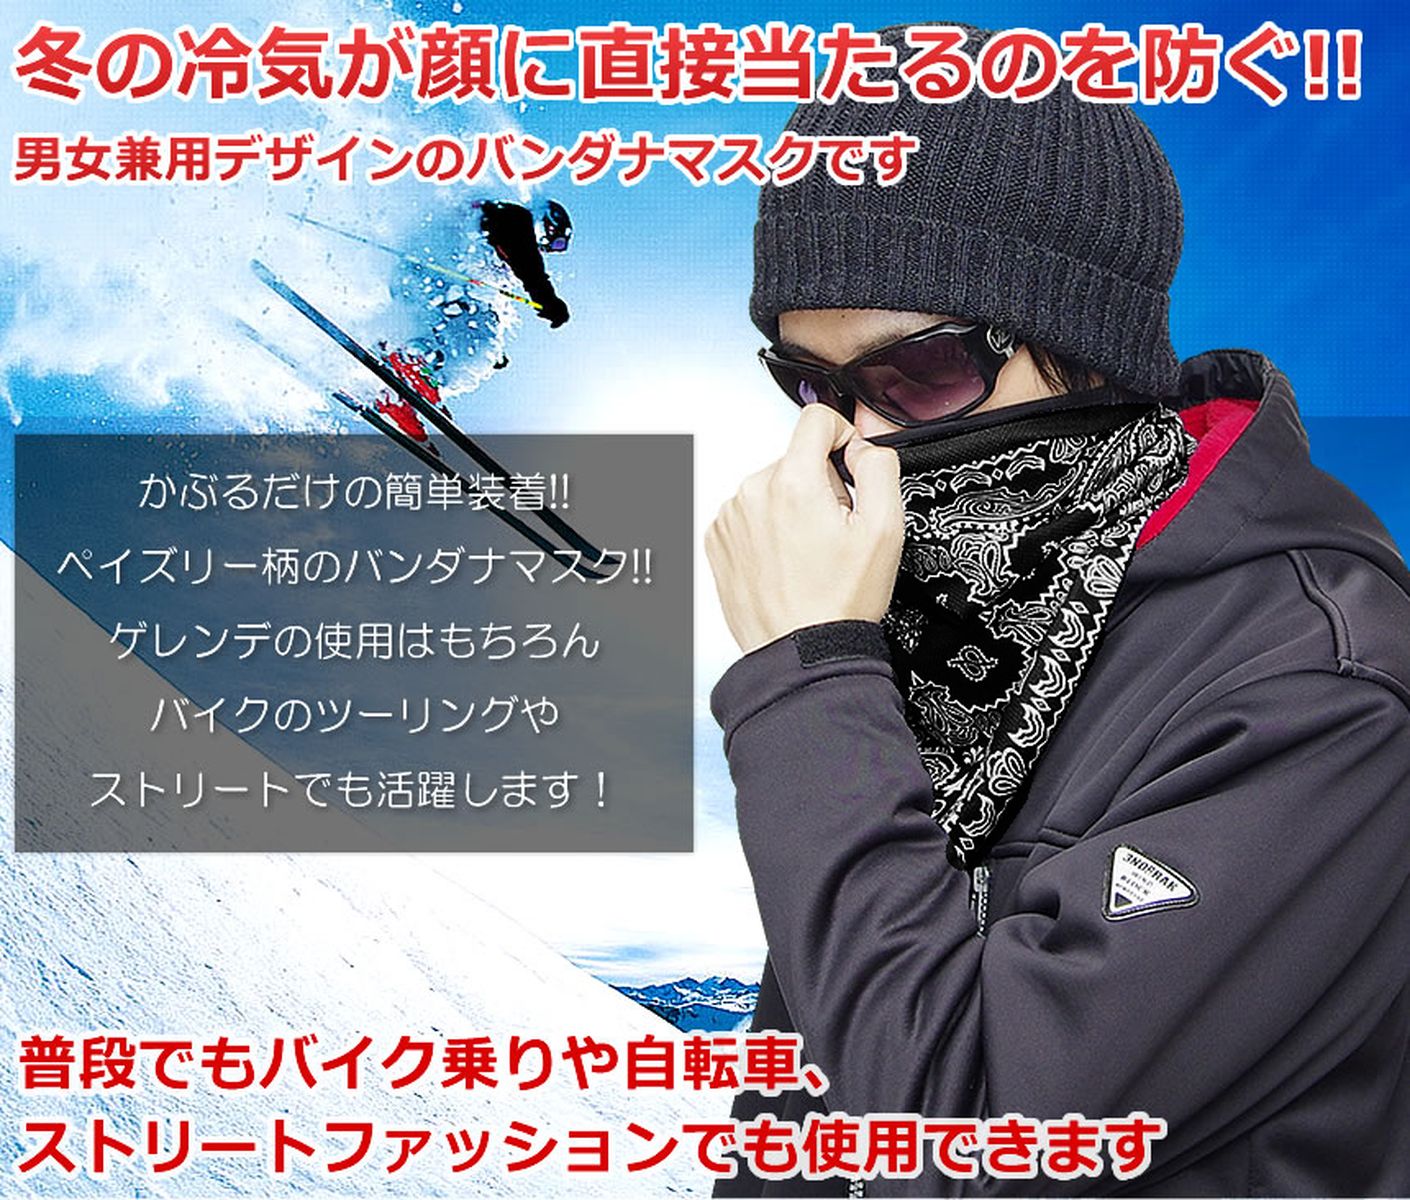 冬の冷気が顔に直接当たるのを防ぐ!!
男女兼用デザインのバンダナマスクです
かぶるだけの簡単装着!!
ペイズリー柄のバンダナマスク!!
ゲレンデの使用はもちろん
バイクのツーリングや
ストリートでも活躍します！
普段でもバイク乗りや自転車、
ストリートファッションでも使用できます